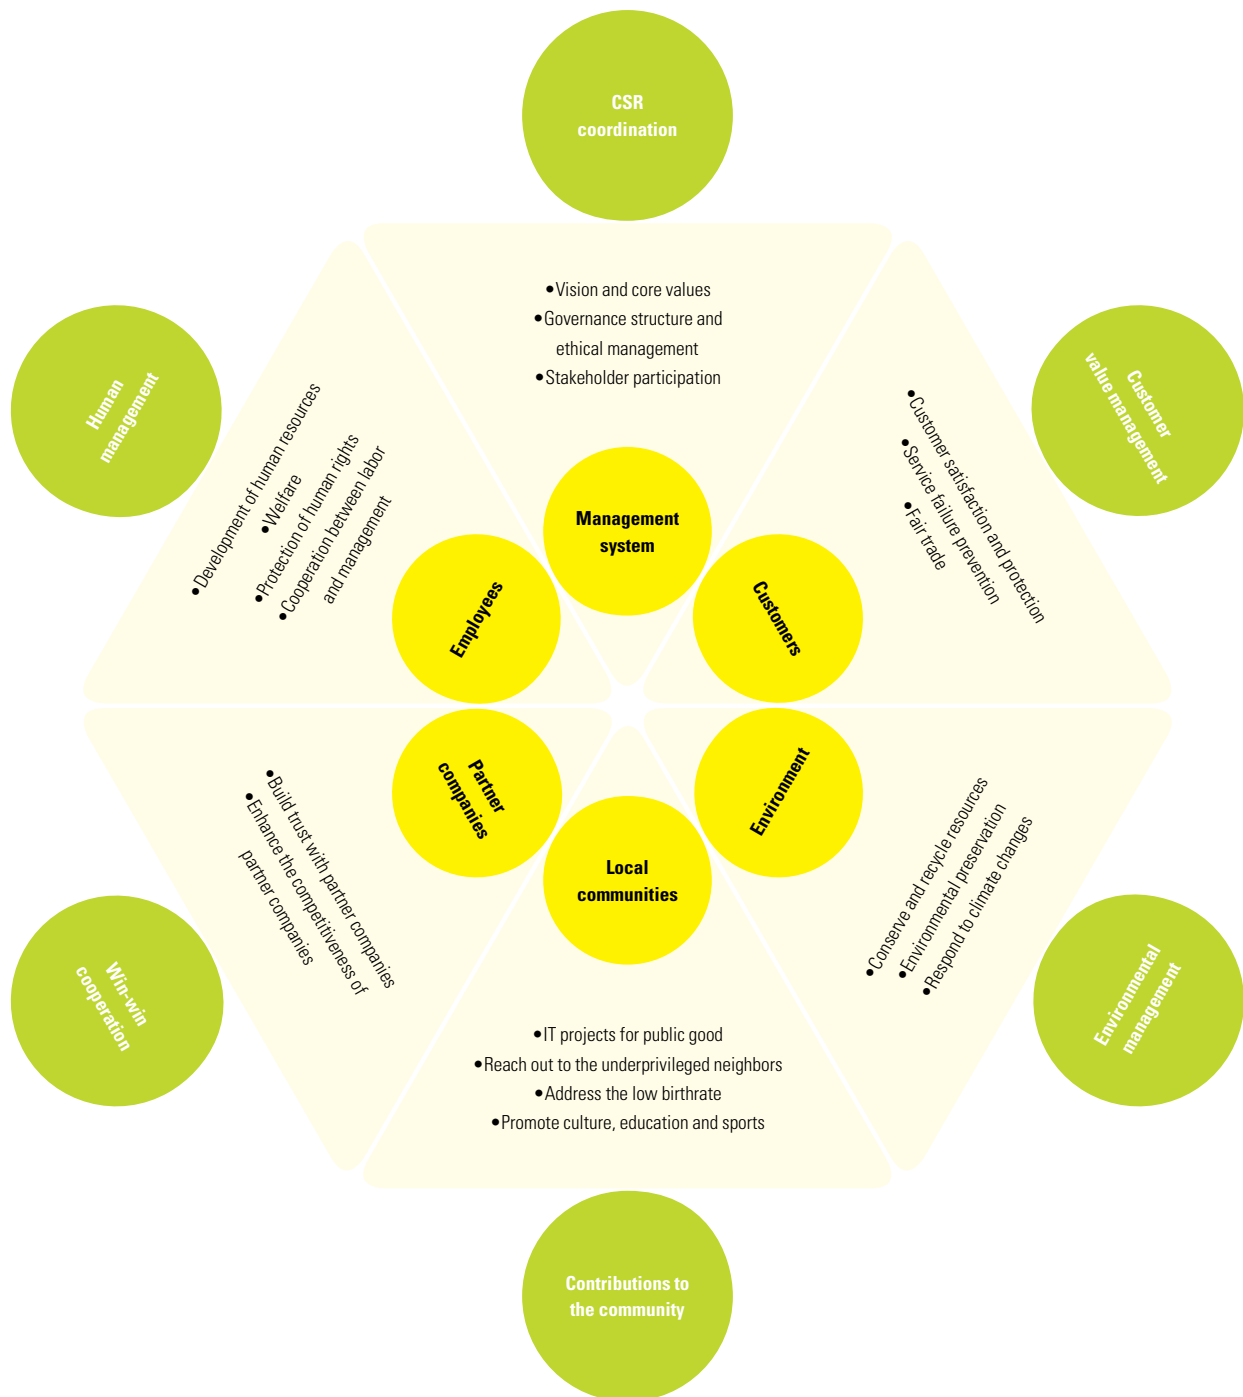 CSR
coordination
•Vision and core values
•Governance structure and
ethical management
•Stakeholder participation
Management
system
Customer
value management
•Customer satisfaction and protection
•Service failure prevention
•Fair trade
Customers
Environmental
management
•Conserve and recycle resources
•Environmental preservation
•Respond to climate changes
Environment
Local
communities
•IT projects for public good
•Reach out to the underprivileged neighbors
•Address the low birthrate
•Promote culture, education and sports
Contributions to
the community
Win-win
cooperation
•Build trust with partner companies
•Enhance the competitiveness of
partner companies
Partner
companies
Human
management
•Development of human resources
•Welfare
•Protection of human rights
•Cooperation between labor
and management
Employees